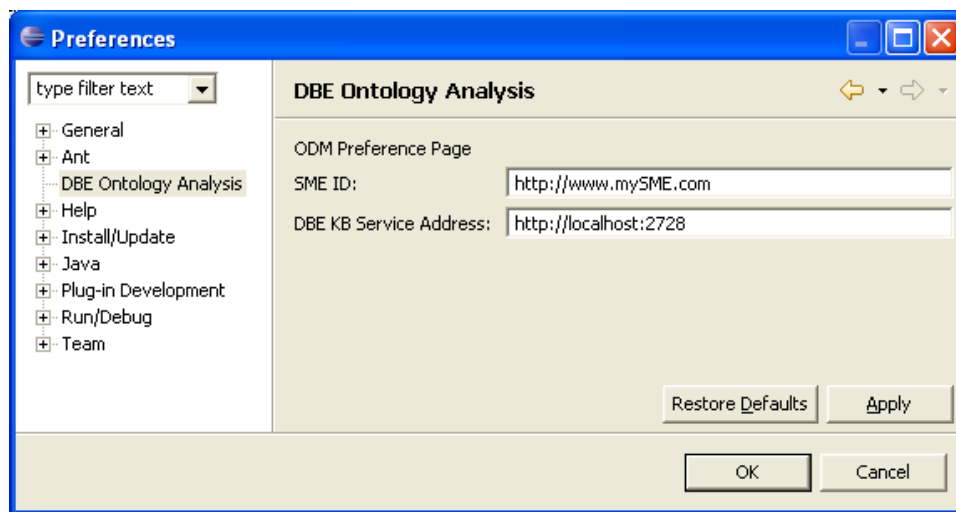 Preferences
type filter text
General
Ant
DBE Ontology Analysis
Help
Install/Update
Java
Plug-in Development
Run/Debug
Team
DBE Ontology Analysis
ODM Preference Page
SME ID: http://www.mySME.com
DBE KB Service Address: http://localhost:2728
Restore Defaults Apply
OK Cancel